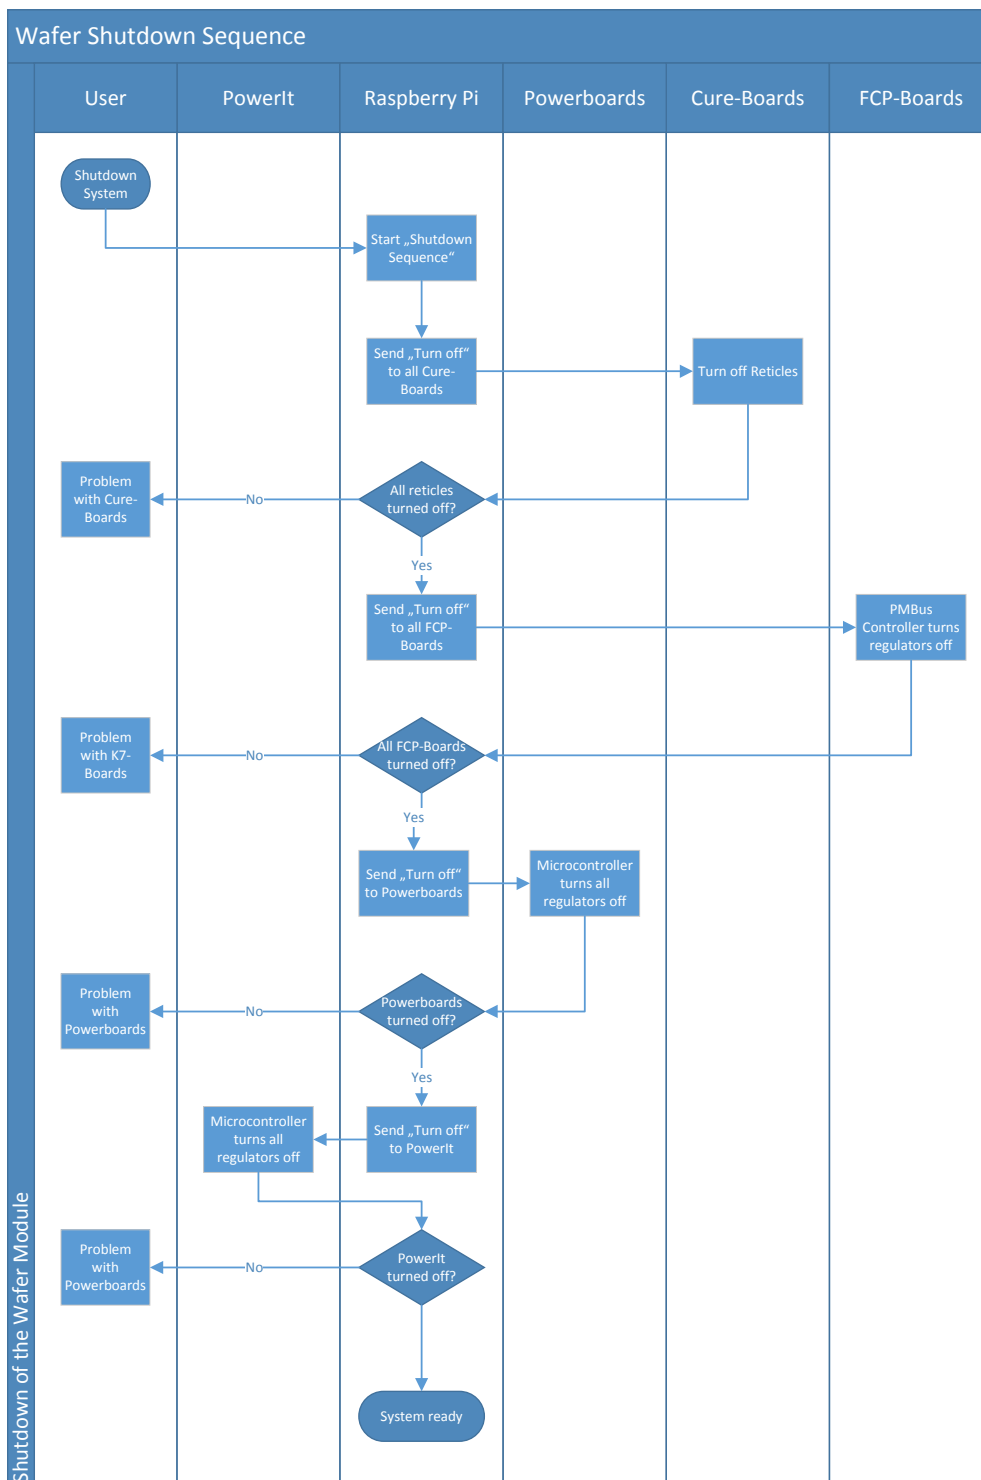 Wafer Shutdown Sequence
User
PowerIt
Raspberry Pi
Powerboards
Cure-Boards
FCP-Boards
Shutdown of the Wafer Module
Shutdown
System
Start „Shutdown
Sequence“
Send „Turn off“
to all Cure-
Boards
Turn off Reticles
All reticles
turned off?
No
Problem
with Cure-
Boards
Yes
Send „Turn off“
to all FCP-
Boards
PMBus
Controller turns
regulators off
All FCP-Boards
turned off?
No
Problem
with K7-
Boards
Yes
Send „Turn off“
to Powerboards
Microcontroller
turns all
regulators off
Powerboards
turned off?
No
Problem
with
Powerboards
Yes
Send „Turn off“
to PowerIt
Microcontroller
turns all
regulators off
PowerIt
turned off?
No
Problem
with
Powerboards
System ready